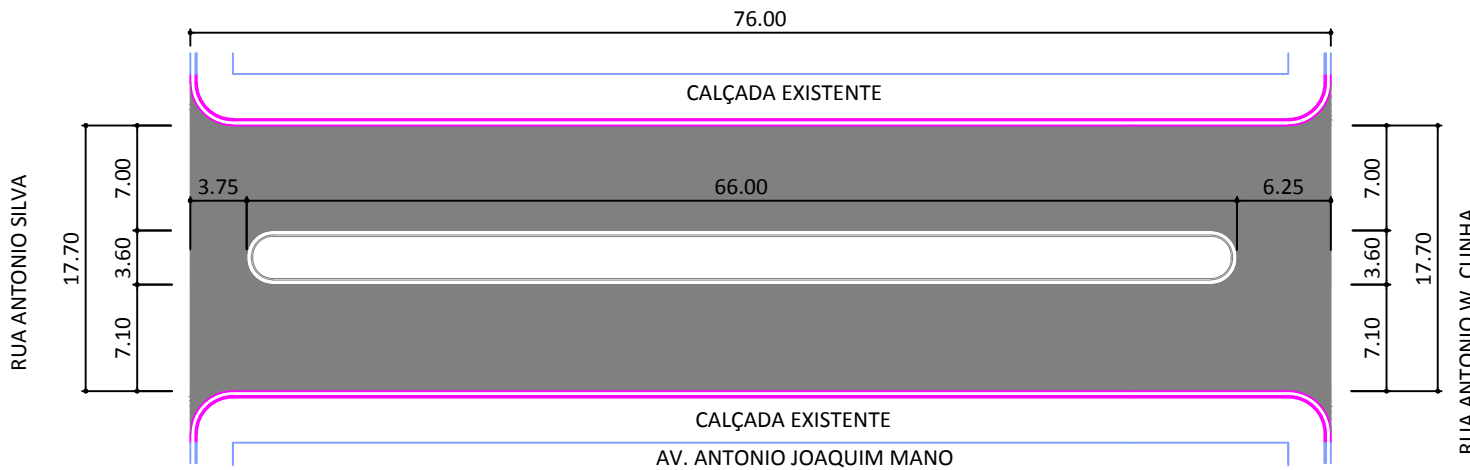 76.00
CALÇADA EXISTENTE
3.75
66.00
6.25
RUA ANTONIO SILVA
17.70
7.00
3.60
7.10
7.00
3.60
7.10
17.70
RUA ANTONIO W. CUNHA
CALÇADA EXISTENTE
AV. ANTONIO JOAQUIM MANO